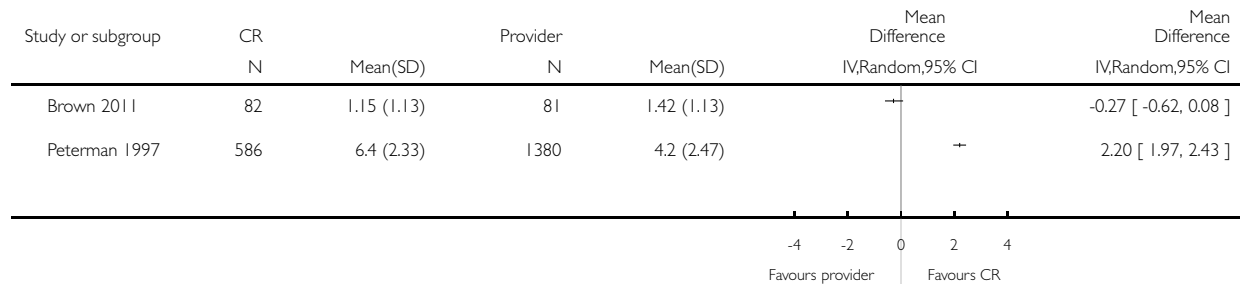 Study or subgroup CR Provider Mean Difference Mean Difference
N Mean(SD) N Mean(SD) IV,Random,95% CI IV,Random,95% CI
Brown 2011 82 1.15 (1.13) 81 1.42 (1.13) -0.27 [ -0.62, 0.08 ]
Peterman 1997 586 6.4 (2.33) 1380 4.2 (2.47) 2.20 [ 1.97, 2.43 ]
-4 -2 0 2 4
Favours provider Favours CR